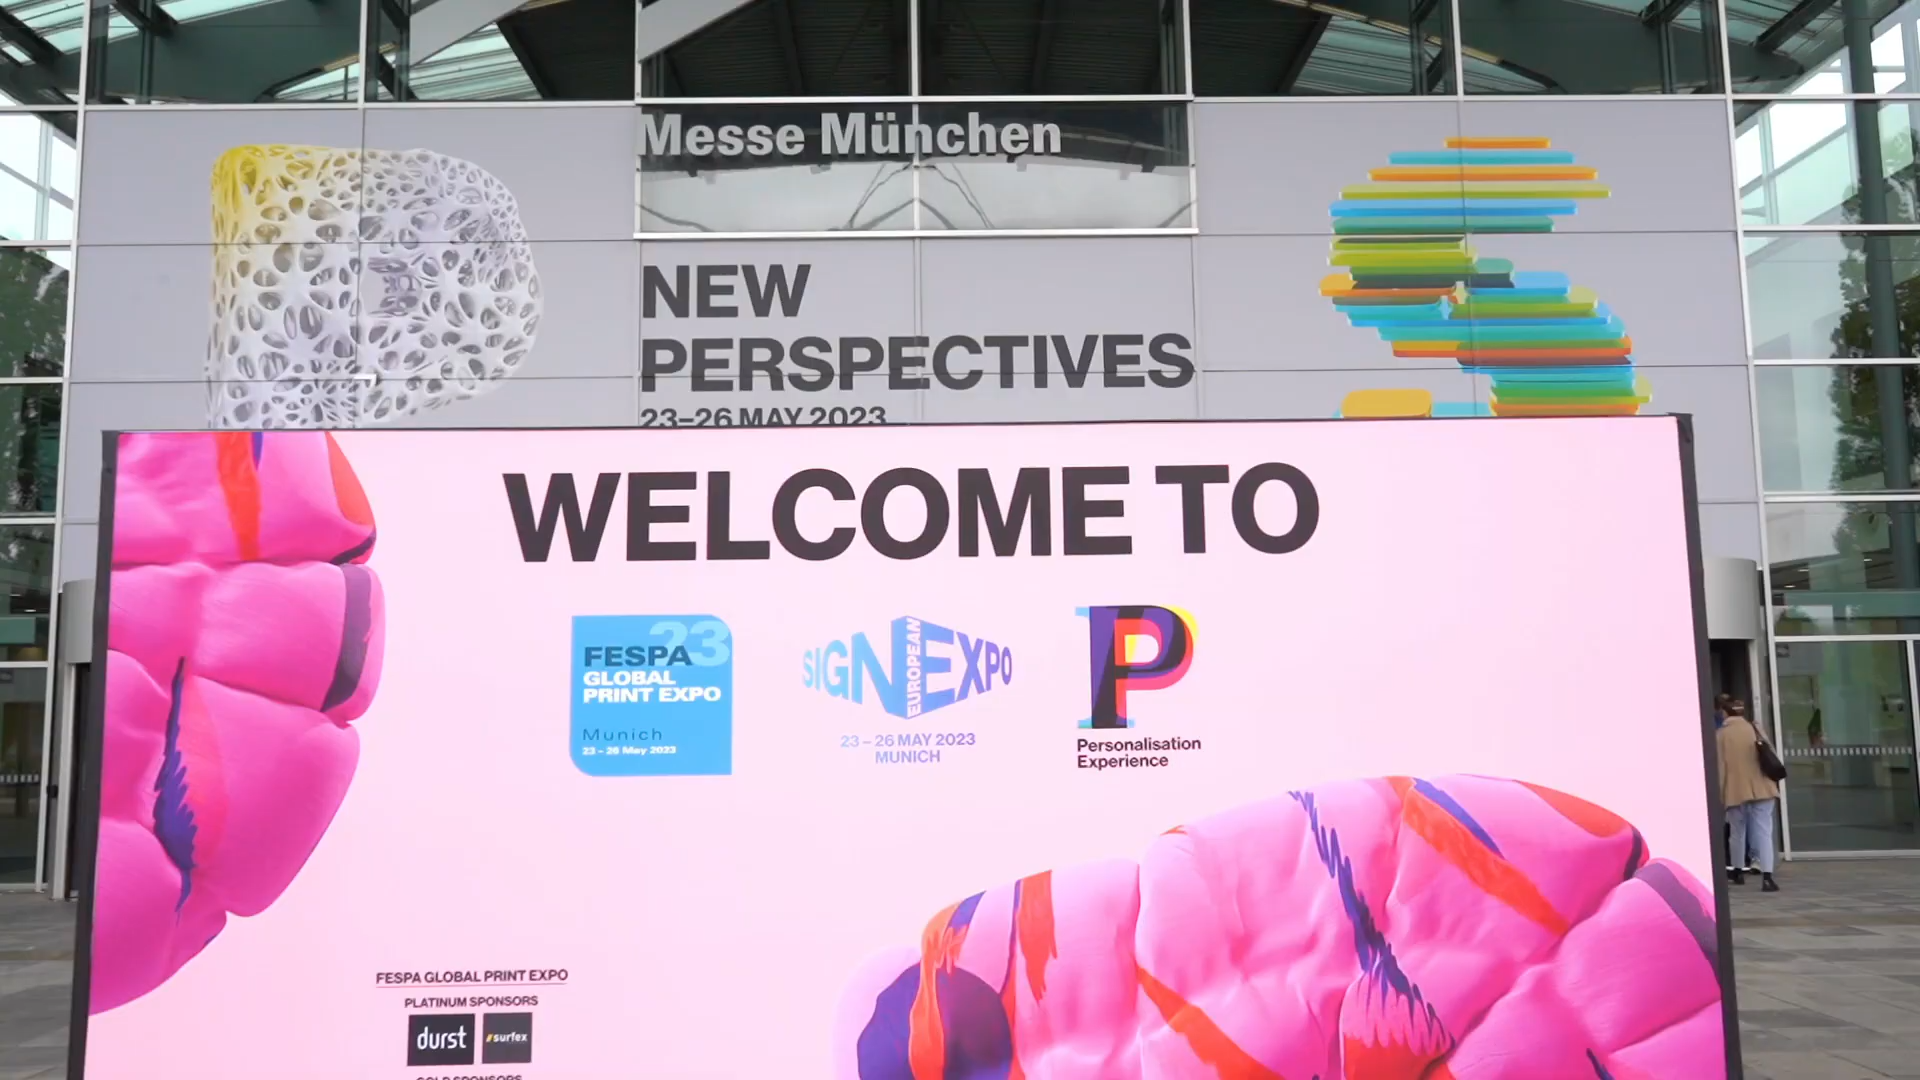 Messe München
NEW
PERSPECTIVES
23–26 MAY 2023
WELCOME TO
23
FESPA
GLOBAL
PRINT EXPO
Munich
23 – 26 May 2023
SIGN EUROPEAN EXPO
23 – 26 MAY 2023
MUNICH
P
Personalisation
Experience
FESPA GLOBAL PRINT EXPO
PLATINUM SPONSORS
durst
#surfex
GOLD SPONSORS